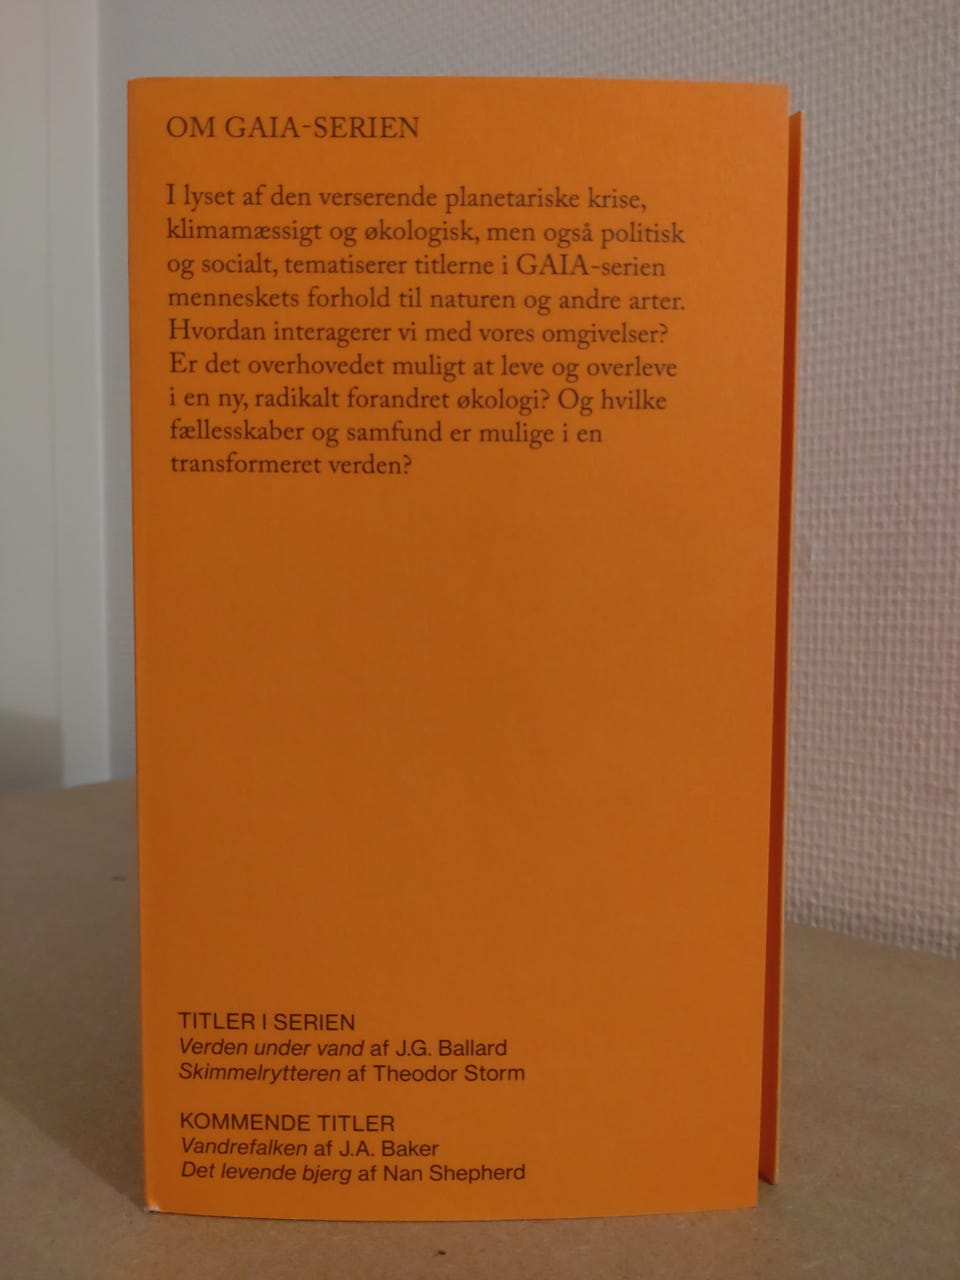 OM GAIA-SERIEN
I lyset af den verserende planetariske krise,
klimamæssigt og økologisk, men også politisk
og socialt, tematiserer titlerne i GAIA-serien
menneskets forhold til naturen og andre arter.
Hvordan interagerer vi med vores omgivelser?
Er det overhovedet muligt at leve og overleve
i en ny, radikalt forandret økologi? Og hvilke
fællesskaber og samfund er mulige i en
transformeret verden?
TITLER I SERIEN
Verden under vand af J.G. Ballard
Skimmelrytteren af Theodor Storm
KOMMENDE TITLER
Vandrefalken af J.A. Baker
Det levende bjerg af Nan Shepherd